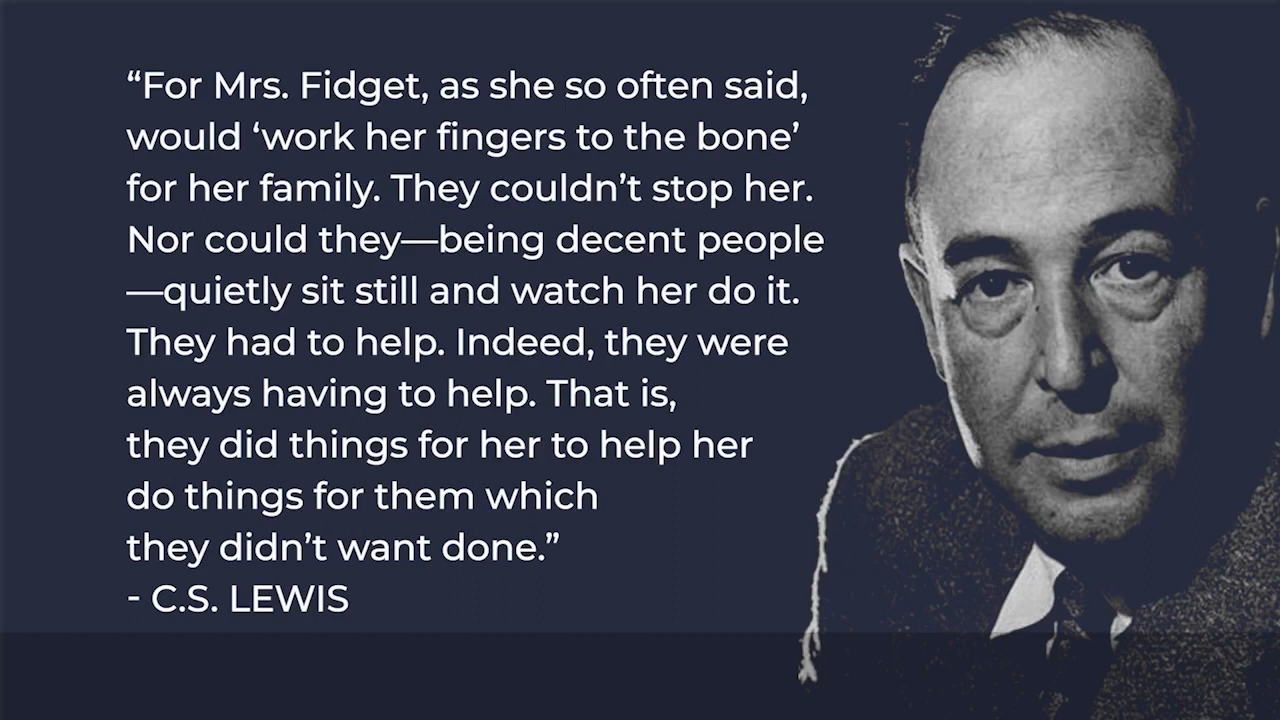 “For Mrs. Fidget, as she so often said,
would ‘work her fingers to the bone’
for her family. They couldn’t stop her.
Nor could they—being decent people
—quietly sit still and watch her do it.
They had to help. Indeed, they were
always having to help. That is,
they did things for her to help her
do things for them which
they didn’t want done.”
- C.S. LEWIS